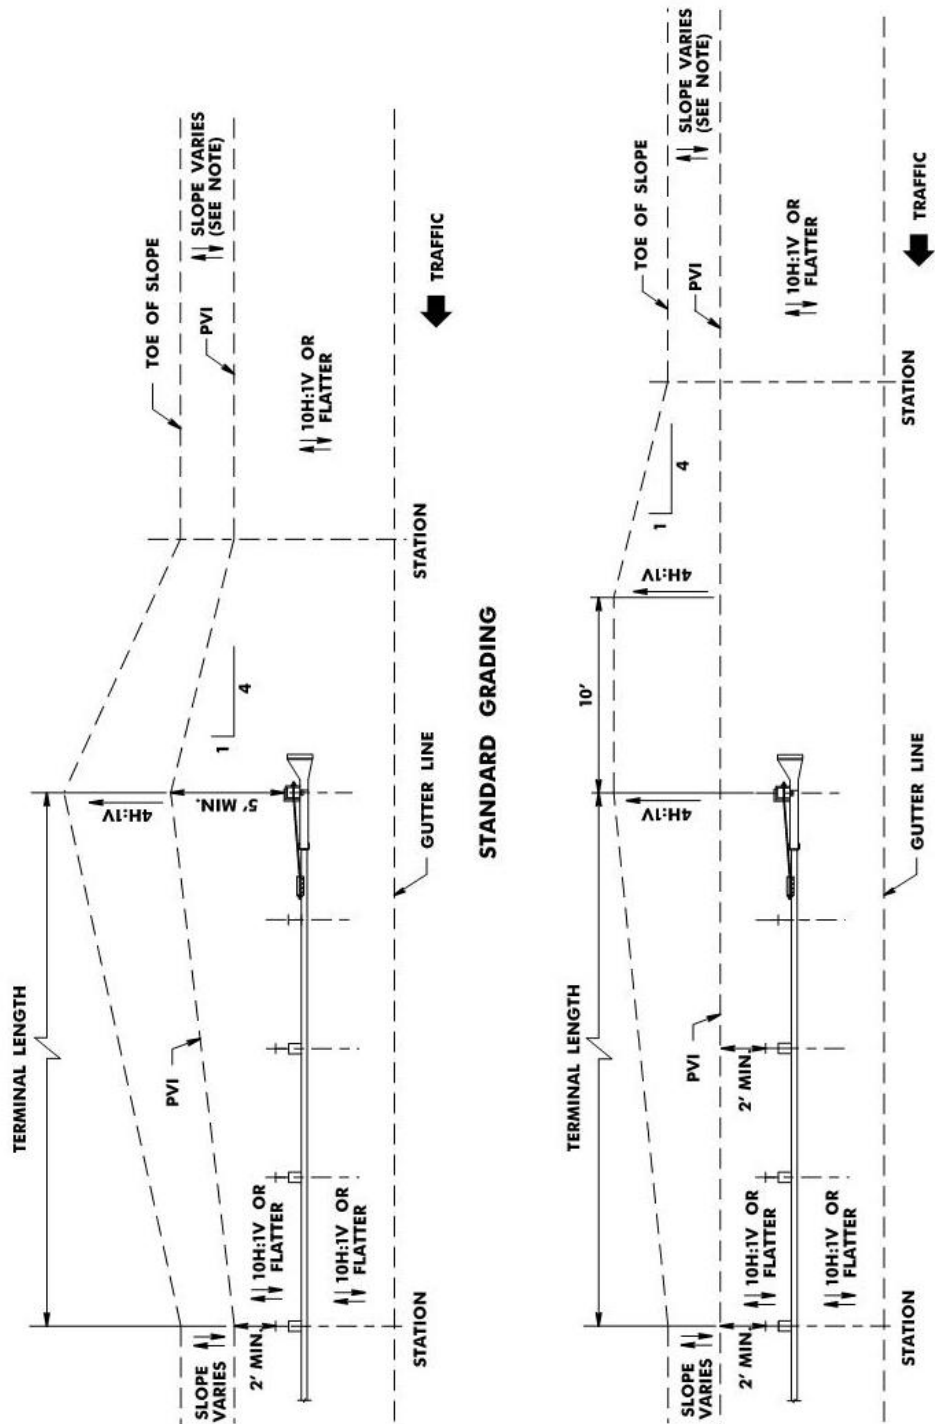 TERMINAL LENGTH
4H:1V
5' MIN.
1
4
TOE OF SLOPE
PVI
SLOPE VARIES
(SEE NOTE)
PVI
SLOPE
VARIES
2' MIN.
10H:1V OR
FLATTER
10H:1V OR
FLATTER
10H:1V OR
FLATTER
STATION
GUTTER LINE
STATION
TRAFFIC
STANDARD GRADING
TERMINAL LENGTH
10'
4H:1V
4H:1V
1
4
TOE OF SLOPE
SLOPE VARIES
(SEE NOTE)
PVI
PVI
SLOPE
VARIES
2' MIN.
2' MIN.
10H:1V OR
FLATTER
10H:1V OR
FLATTER
10H:1V OR
FLATTER
STATION
GUTTER LINE
STATION
TRAFFIC